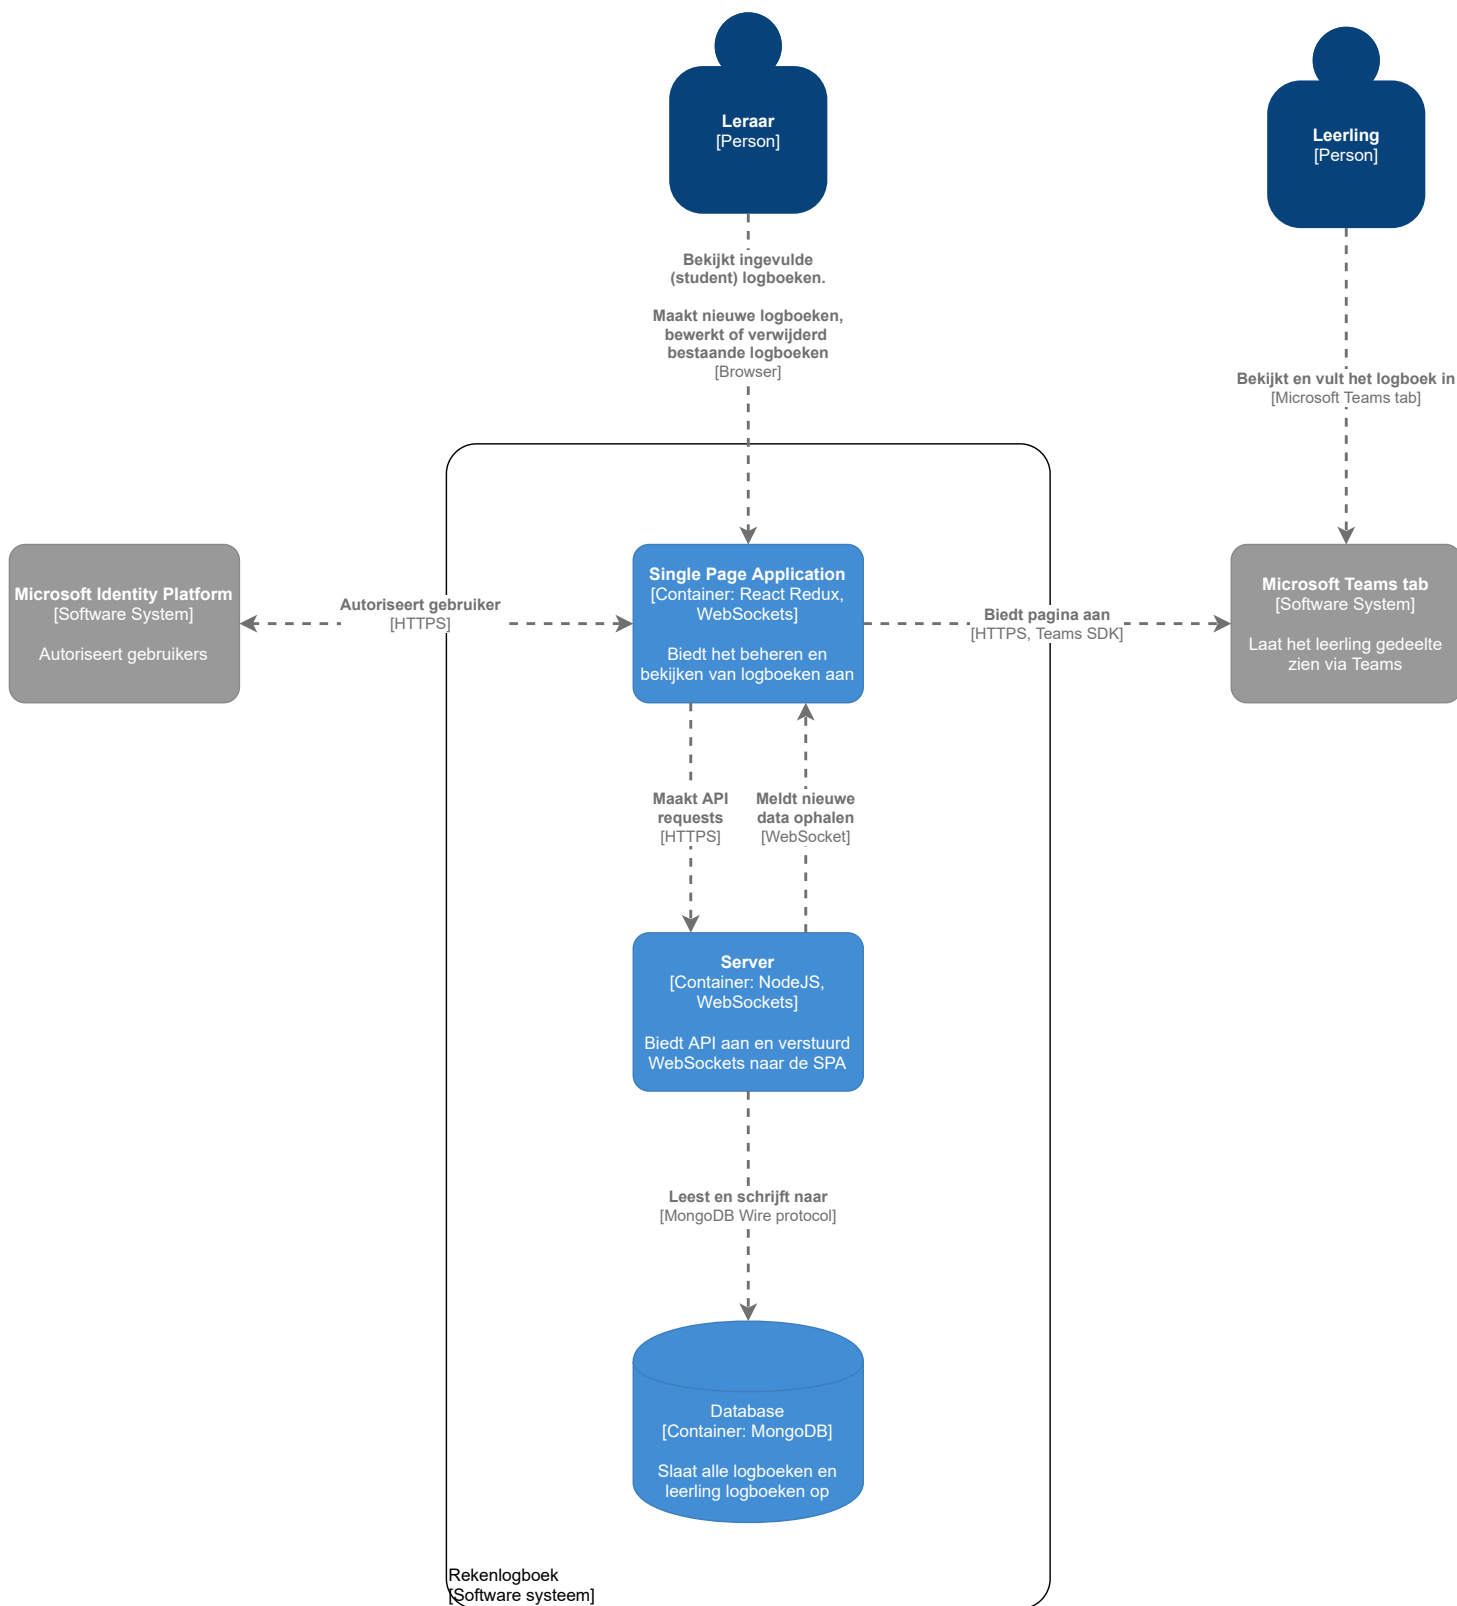 Leraar
[Person]
Leerling
[Person]
Bekijkt ingevulde
(student) logboeken.
Maakt nieuwe logboeken,
bewerkt of verwijderd
bestaande logboeken
[Browser]
Bekijkt en vult het logboek in
[Microsoft Teams tab]
Microsoft Identity Platform
[Software System]
Autoriseert gebruikers
Autoriseert gebruiker
[HTTPS]
Single Page Application
[Container: React Redux,
WebSockets]
Biedt het beheren en
bekijken van logboeken aan
Biedt pagina aan
[HTTPS, Teams SDK]
Microsoft Teams tab
[Software System]
Laat het leerling gedeelte
zien via Teams
Maakt API
requests
[HTTPS]
Meldt nieuwe
data ophalen
[WebSocket]
Server
[Container: NodeJS,
WebSockets]
Biedt API aan en verstuurd
WebSockets naar de SPA
Leest en schrijft naar
[MongoDB Wire protocol]
Database
[Container: MongoDB]
Slaat alle logboeken en
leerling logboeken op
Rekenlogboek
[Software systeem]